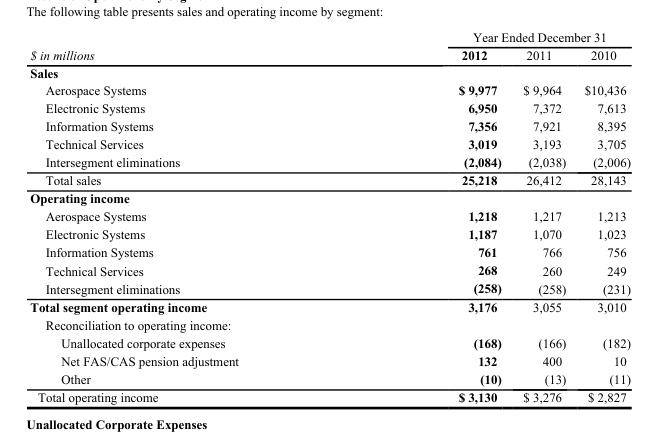 The following table presents sales and operating income by segment:
Year Ended December 31
$ in millions 2012 2011 2010
Sales
Aerospace Systems $ 9,977 $ 9,964 $10,436
Electronic Systems 6,950 7,372 7,613
Information Systems 7,356 7,921 8,395
Technical Services 3,019 3,193 3,705
Intersegment eliminations (2,084) (2,038) (2,006)
Total sales 25,218 26,412 28,143
Operating income
Aerospace Systems 1,218 1,217 1,213
Electronic Systems 1,187 1,070 1,023
Information Systems 761 766 756
Technical Services 268 260 249
Intersegment eliminations (258) (258) (231)
Total segment operating income 3,176 3,055 3,010
Reconciliation to operating income:
Unallocated corporate expenses (168) (166) (182)
Net FAS/CAS pension adjustment 132 400 10
Other (10) (13) (11)
Total operating income $ 3,130 $ 3,276 $ 2,827
Unallocated Corporate Expenses